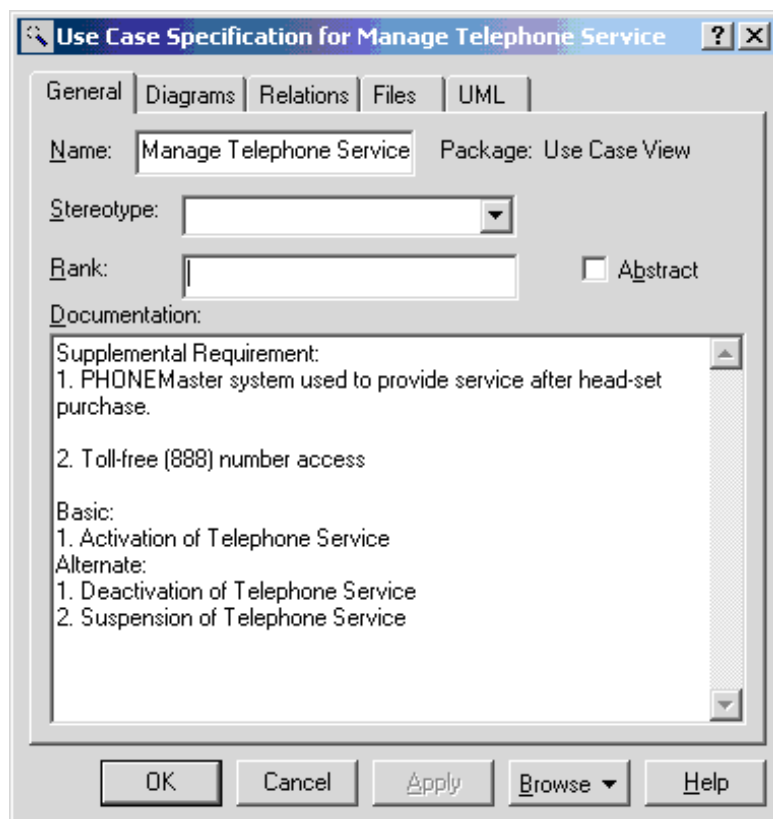 Use Case Specification for Manage Telephone Service
General Diagrams Relations Files UML
Name: Manage Telephone Service Package: Use Case View
Stereotype:
Rank: Abstract
Documentation:
Supplemental Requirement:
1. PHONEMaster system used to provide service after head-set
purchase.
2. Toll-free (888) number access
Basic:
1. Activation of Telephone Service
Alternate:
1. Deactivation of Telephone Service
2. Suspension of Telephone Service
OK Cancel Apply Browse Help